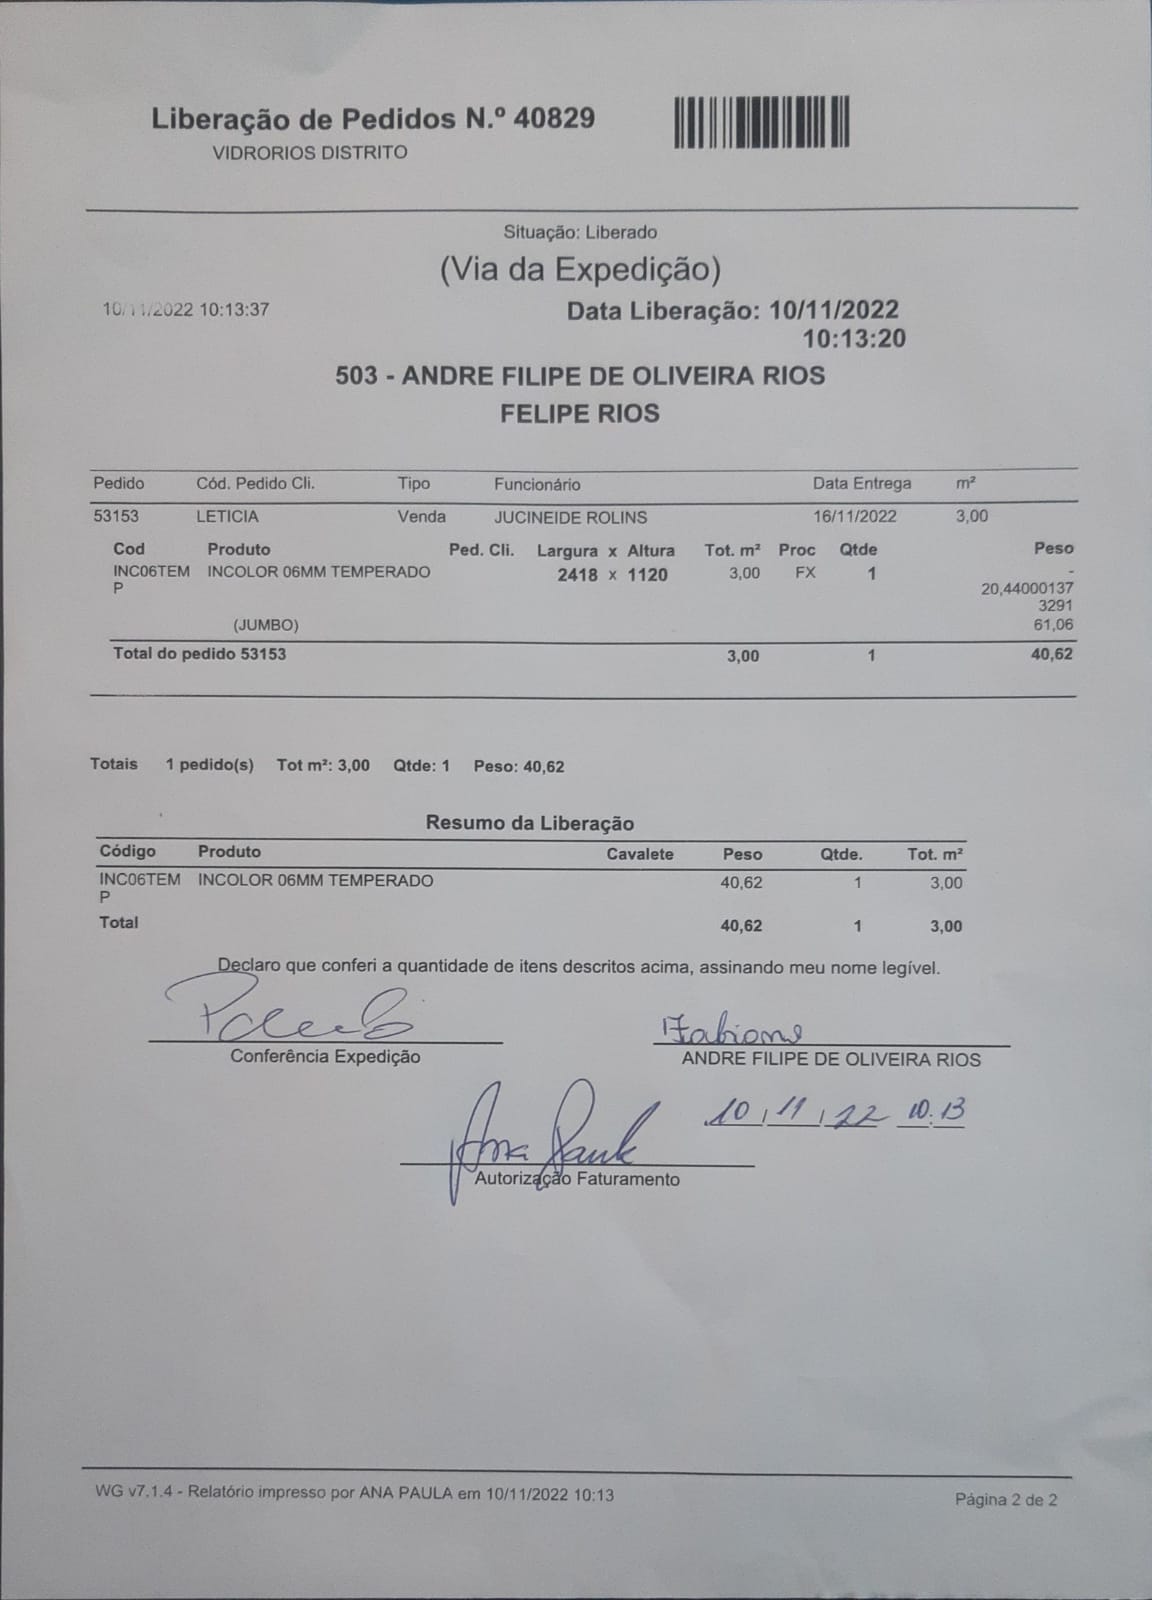 Liberação de Pedidos N.º 40829
VIDRORIOS DISTRITO
Situação: Liberado
(Via da Expedição)
10/11/2022 10:13:37 Data Liberação: 10/11/2022
10:13:20
503 - ANDRE FILIPE DE OLIVEIRA RIOS
FELIPE RIOS
Pedido Cód. Pedido Cli. Tipo Funcionário Data Entrega m²
53153 LETICIA Venda JUCINEIDE ROLINS 16/11/2022 3,00
Cod Produto Ped. Cli. Largura x Altura Tot. m² Proc Qtde Peso
INC06TEM INCOLOR 06MM TEMPERADO 2418 x 1120 3,00 FX 1 -
P 20,44000137
3291
(JUMBO) 61,06
Total do pedido 53153 3,00 1 40,62
Totais 1 pedido(s) Tot m²: 3,00 Qtde: 1 Peso: 40,62
Resumo da Liberação
Código Produto Cavalete Peso Qtde. Tot. m²
INC06TEM INCOLOR 06MM TEMPERADO 40,62 1 3,00
P
Total 40,62 1 3,00
Declaro que conferi a quantidade de itens descritos acima, assinando meu nome legível.
Fabiano
Conferência Expedição ANDRE FILIPE DE OLIVEIRA RIOS
10/11/22 10:13
Ana Paula
Autorização Faturamento
WG v7.1.4 - Relatório impresso por ANA PAULA em 10/11/2022 10:13
Página 2 de 2